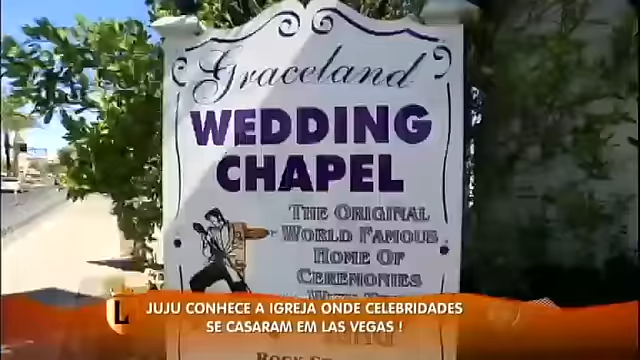 Graceland
WEDDING
CHAPEL
THE ORIGINAL
WORLD FAMOUS
HOME OF
CEREMONIES
L JUJU CONHECE A IGREJA ONDE CELEBRIDADES
SE CASARAM EM LAS VEGAS !